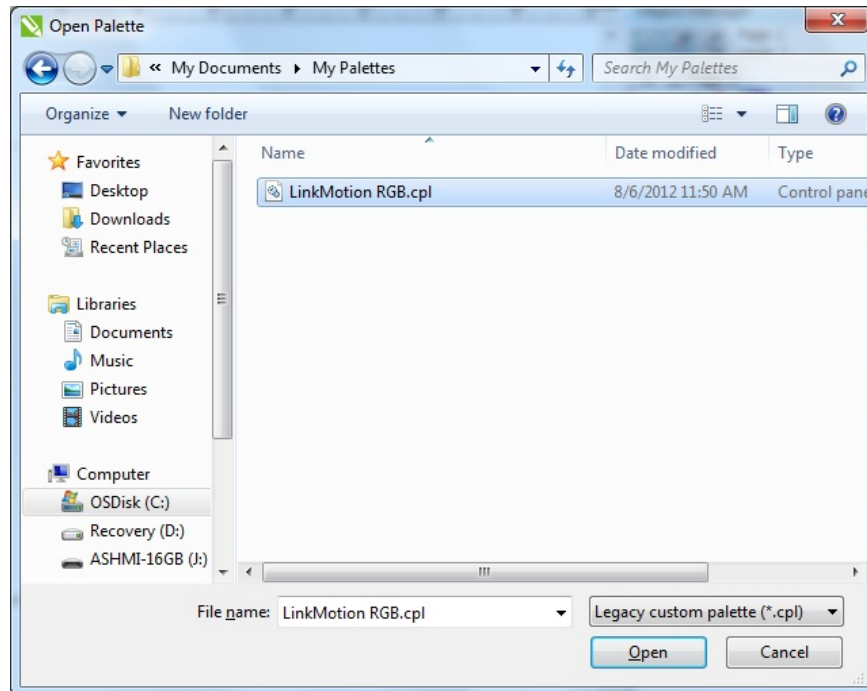 Open Palette
« My Documents ▸ My Palettes
Search My Palettes
Organize
New folder
Name
Date modified
Type
LinkMotion RGB.cpl
8/6/2012 11:50 AM
Control pane
Favorites
Desktop
Downloads
Recent Places
Libraries
Documents
Music
Pictures
Videos
Computer
OSDisk (C:)
Recovery (D:)
ASHMI-16GB (J:)
File name: LinkMotion RGB.cpl
Legacy custom palette (*.cpl)
Open
Cancel